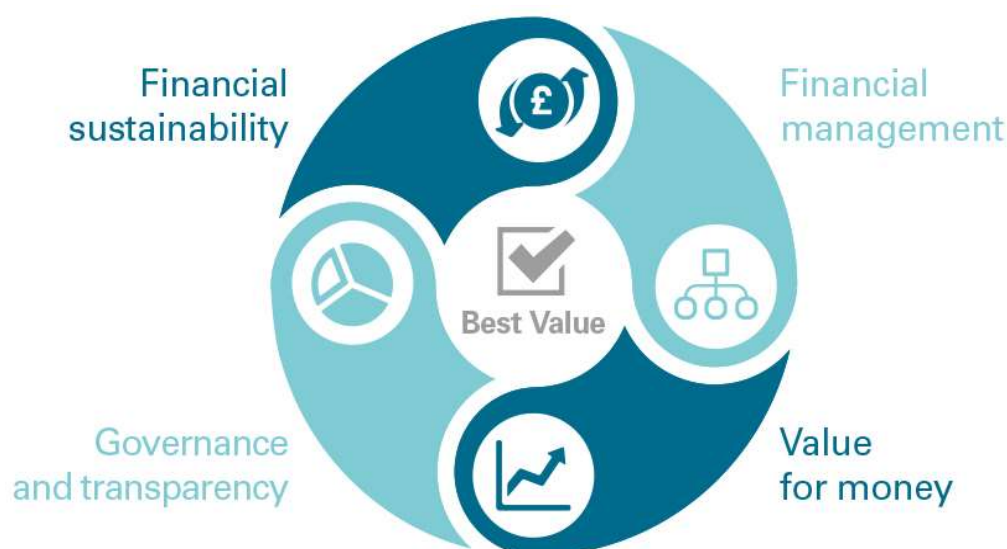 Financial
sustainability
Financial
management
£
Best Value
Governance
and transparency
Value
for money